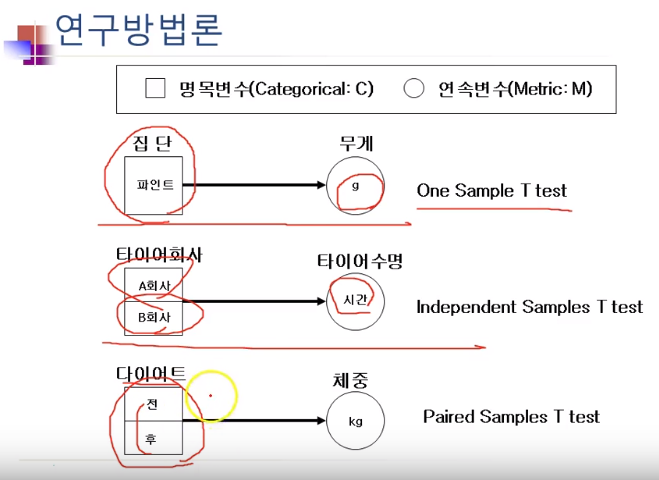 연구방법론
명목변수(Categorical: C) 연속변수(Metric: M)
집 단 무게
파인트 g One Sample T test
타이어회사 타이어수명
A회사
시간 Independent Samples T test
B회사
다이어트 체중
전
kg Paired Samples T test
후